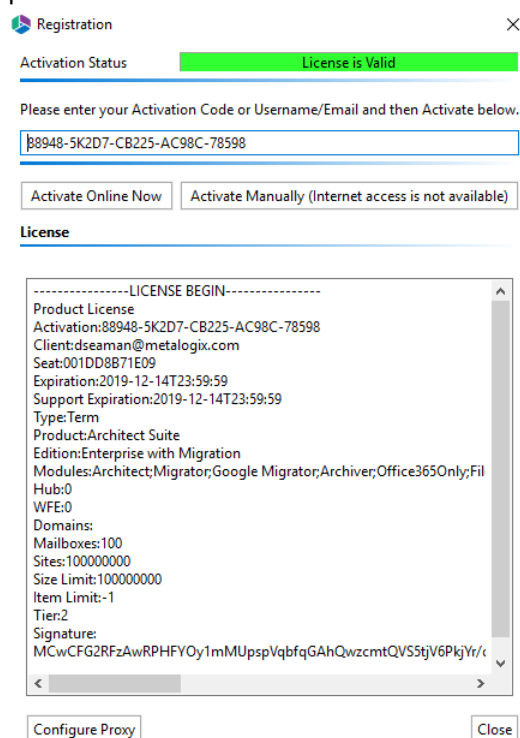 Registration
Activation Status
License is Valid
Please enter your Activation Code or Username/Email and then Activate below.
88948-5K2D7-CB225-AC98C-78598
Activate Online Now
Activate Manually (Internet access is not available)
License
----------------LICENSE BEGIN----------------
Product License
Activation:88948-5K2D7-CB225-AC98C-78598
Client:dseaman@metalogix.com
Seat:001DD8B71E09
Expiration:2019-12-14T23:59:59
Support Expiration:2019-12-14T23:59:59
Type:Term
Product:Architect Suite
Edition:Enterprise with Migration
Modules:Architect;Migrator;Google Migrator;Archiver;Office365Only;Fil
Hub:0
WFE:0
Domains:
Mailboxes:100
Sites:100000000
Size Limit:100000000
Item Limit:-1
Tier:2
Signature:
MCwCFG2RFzAwRPHFYOy1mMUpspVqbfqGAhQwzcmtQVS5tjV6PkjYr/
Configure Proxy
Close